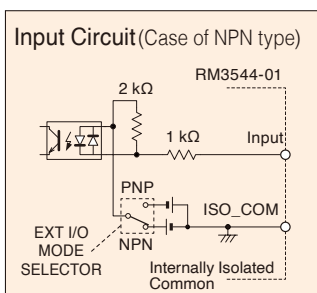 Input Circuit (Case of NPN type)
RM3544-01
2 kΩ
1 kΩ
Input
PNP
ISO_COM
NPN
EXT I/O
MODE
SELECTOR
Internally Isolated
Common